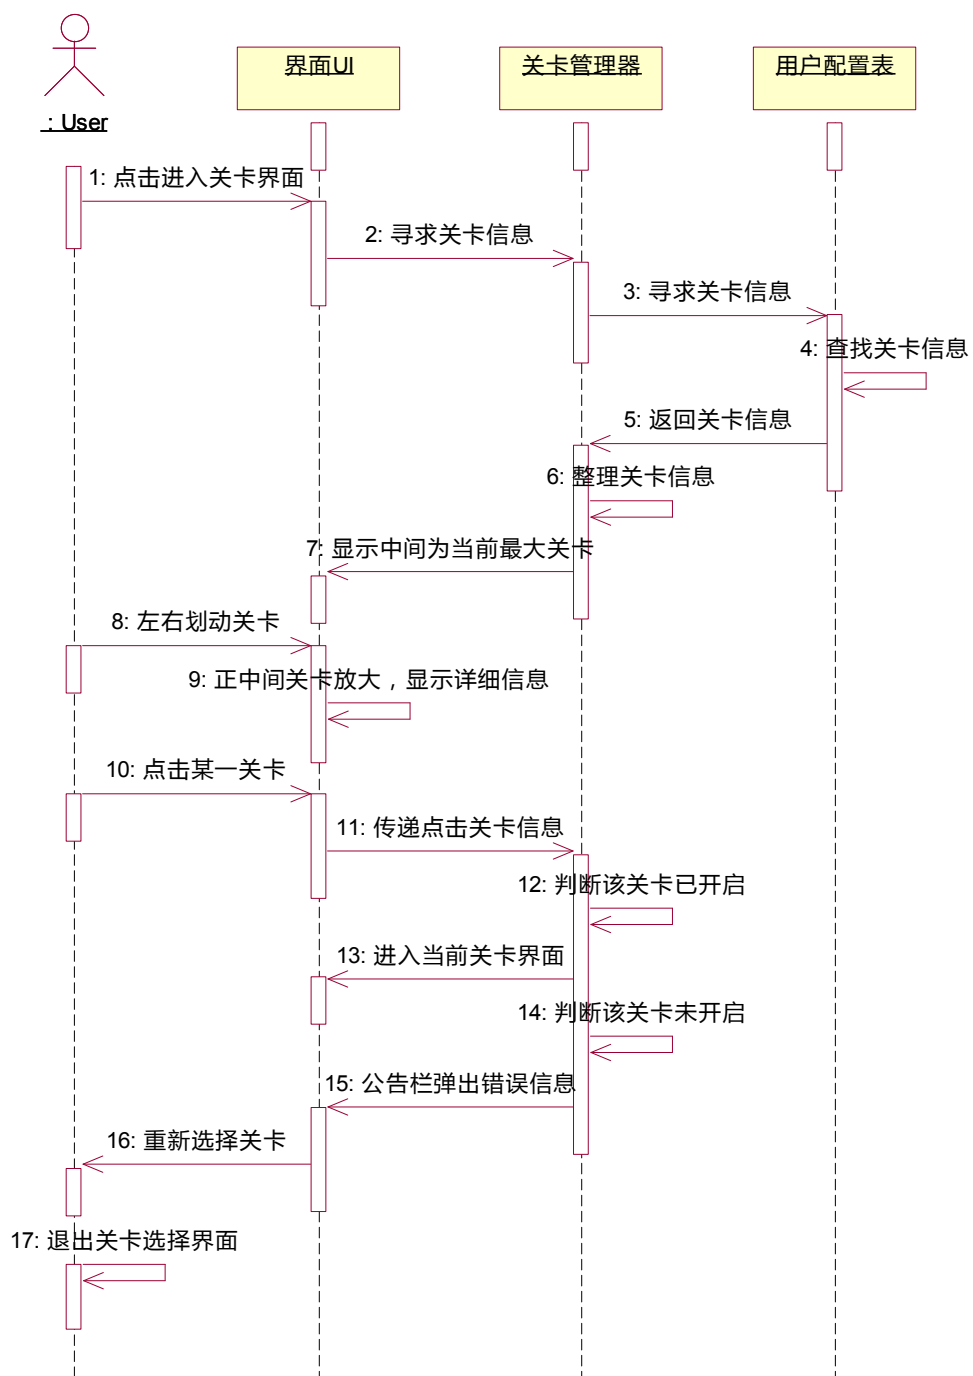 : User
界面UI
关卡管理器
用户配置表
1: 点击进入关卡界面
2: 寻求关卡信息
3: 寻求关卡信息
4: 查找关卡信息
5: 返回关卡信息
6: 整理关卡信息
7: 显示中间为当前最大关卡
8: 左右划动关卡
9: 正中间关卡放大，显示详细信息
10: 点击某一关卡
11: 传递点击关卡信息
12: 判断该关卡已开启
13: 进入当前关卡界面
14: 判断该关卡未开启
15: 公告栏弹出错误信息
16: 重新选择关卡
17: 退出关卡选择界面